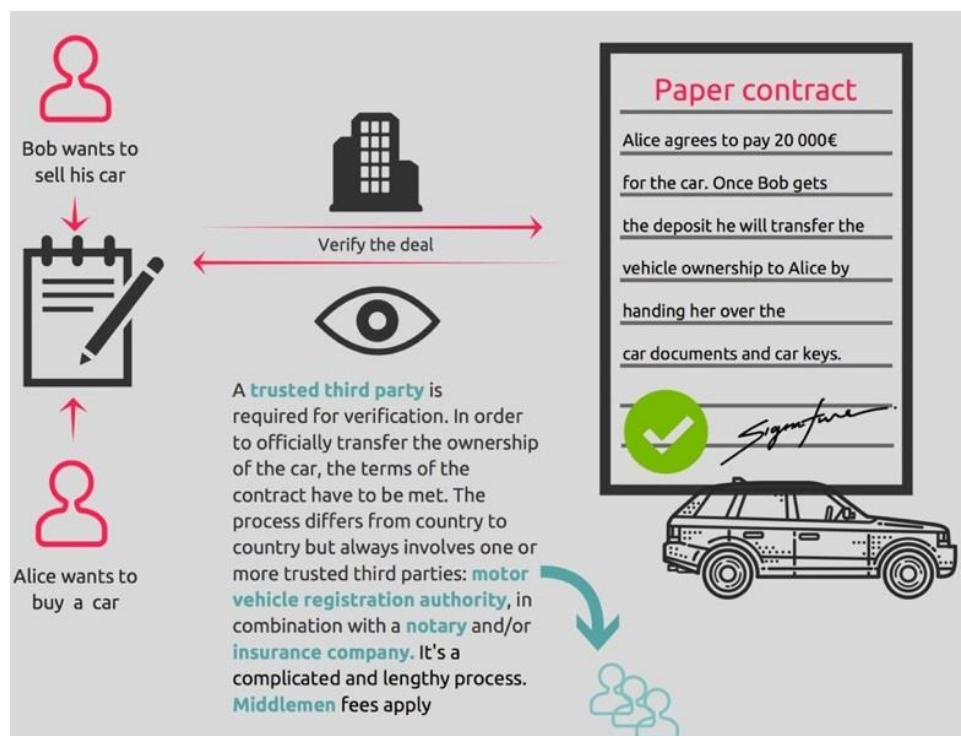 Bob wants to
sell his car
Alice wants to
buy a car
Verify the deal
A trusted third party is
required for verification. In order
to officially transfer the ownership
of the car, the terms of the
contract have to be met. The
process differs from country to
country but always involves one or
more trusted third parties: motor
vehicle registration authority, in
combination with a notary and/or
insurance company. It's a
complicated and lengthy process.
Middlemen fees apply
Paper contract
Alice agrees to pay 20 000€
for the car. Once Bob gets
the deposit he will transfer the
vehicle ownership to Alice by
handing her over the
car documents and car keys.
Signature